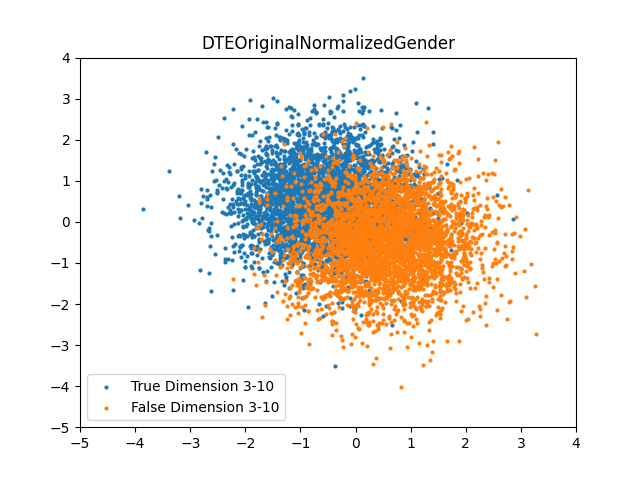 DTEOriginalNormalizedGender
4
3
2
1
0
−1
−2
−3
−4
−5
True Dimension 3-10
False Dimension 3-10
−5 −4 −3 −2 −1 0 1 2 3 4